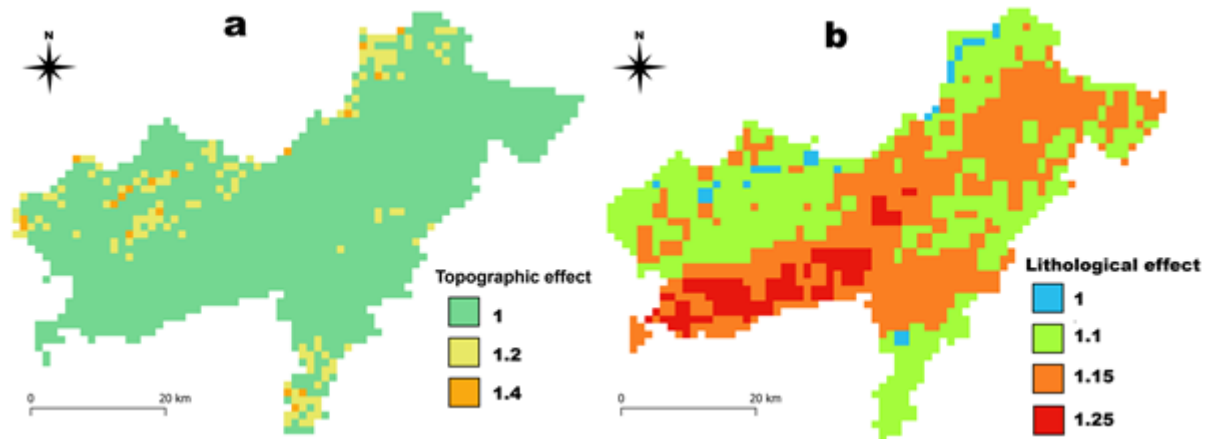 a
N
Topographic effect
1
1.2
1.4
0 20 km
b
N
Lithological effect
1
1.1
1.15
1.25
0 20 km